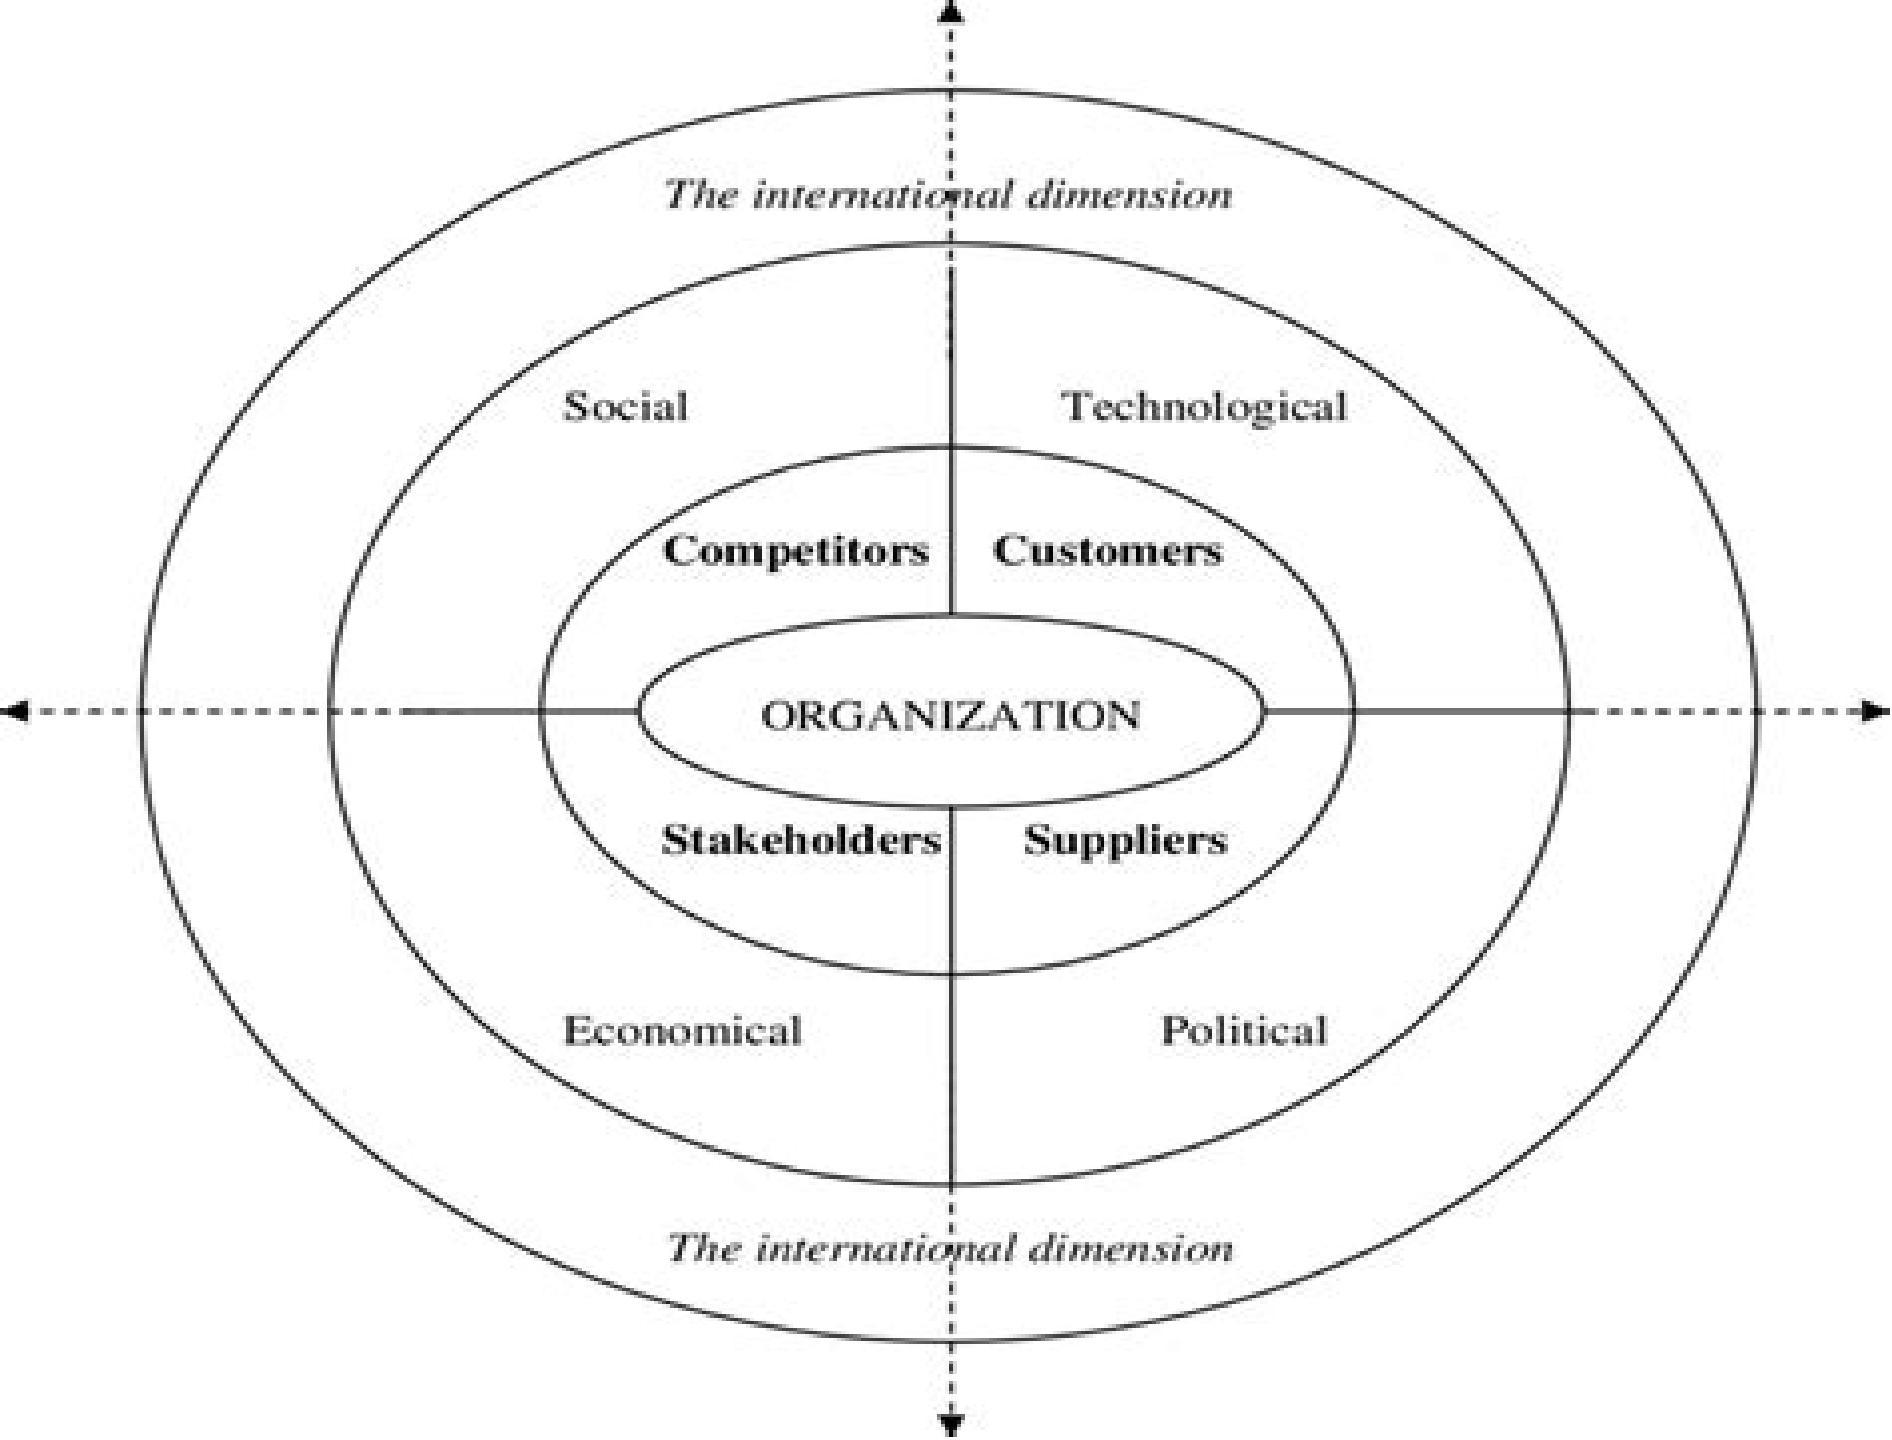 The international dimension
Social Technological
Competitors Customers
ORGANIZATION
Stakeholders Suppliers
Economical Political
The international dimension